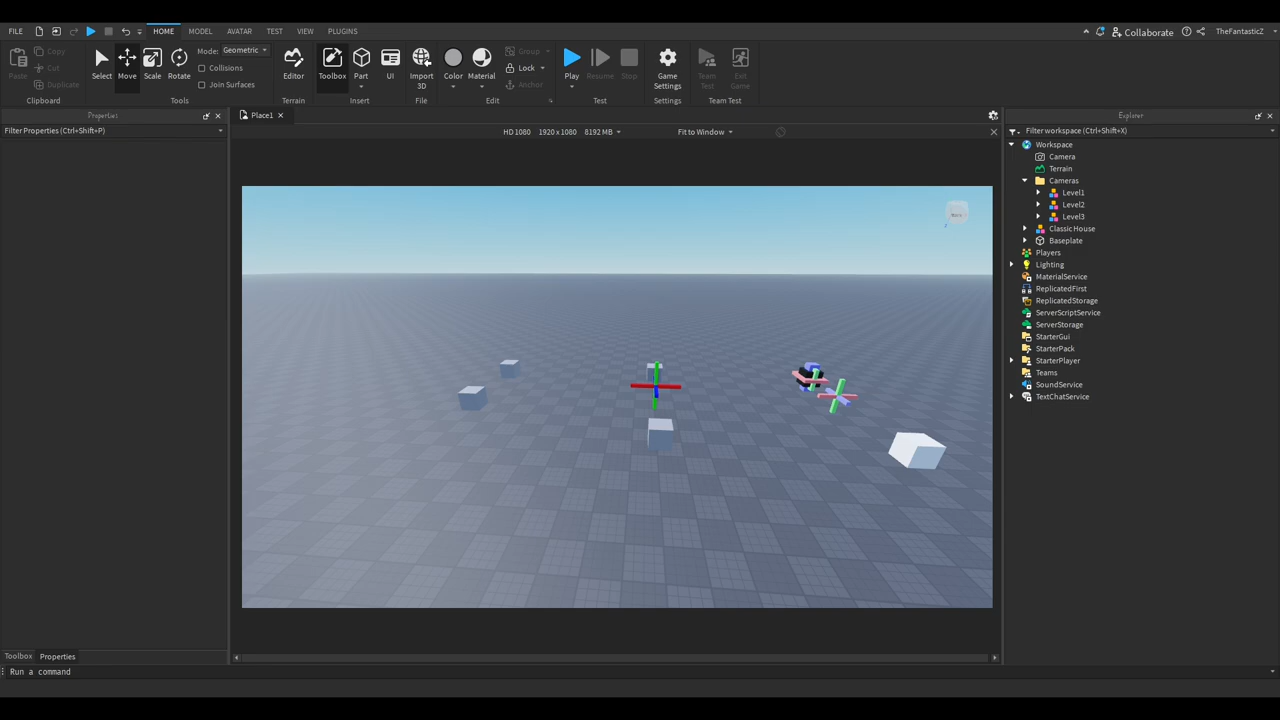 FILE HOME MODEL AVATAR TEST VIEW PLUGINS Collaborate TheFantasticZ
Paste Copy Cut Duplicate Clipboard
Select Move Scale Rotate Mode: Geometric Collisions Join Surfaces Tools
Editor Terrain
Toolbox Part UI Insert
Import 3D File
Color Material Group Lock Anchor Edit
Play Resume Stop Test
Game Settings Settings
Team Test Exit Game Team Test
Properties
Filter Properties (Ctrl+Shift+P)
Place1
HD 1080 1920 x 1080 8192 MB Fit to Window
Back
Explorer
Filter workspace (Ctrl+Shift+X)
Workspace
Camera
Terrain
Cameras
Level1
Level2
Level3
Classic House
Baseplate
Players
Lighting
MaterialService
ReplicatedFirst
ReplicatedStorage
ServerScriptService
ServerStorage
StarterGui
StarterPack
StarterPlayer
Teams
SoundService
TextChatService
Toolbox Properties
Run a command